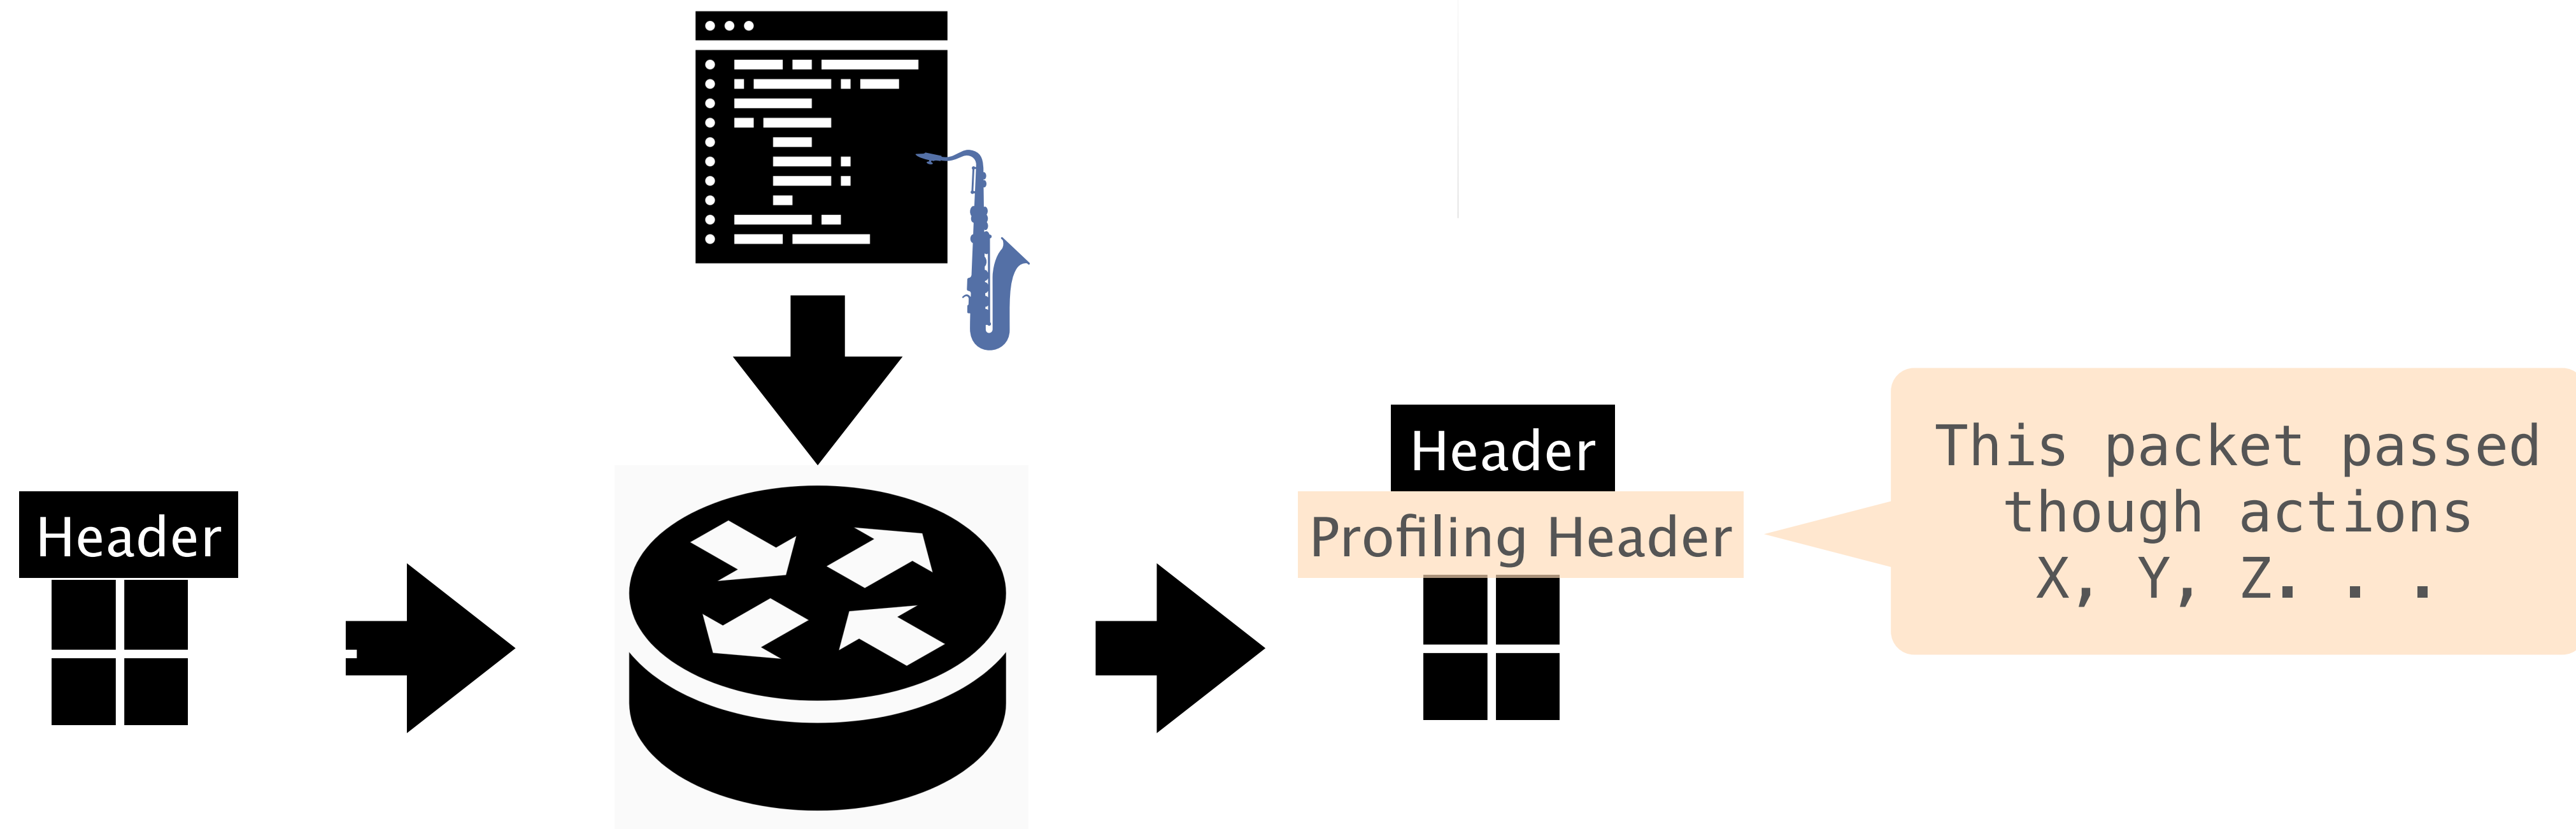 Header
Header
Profiling Header
This packet passed
though actions
X, Y, Z. . .